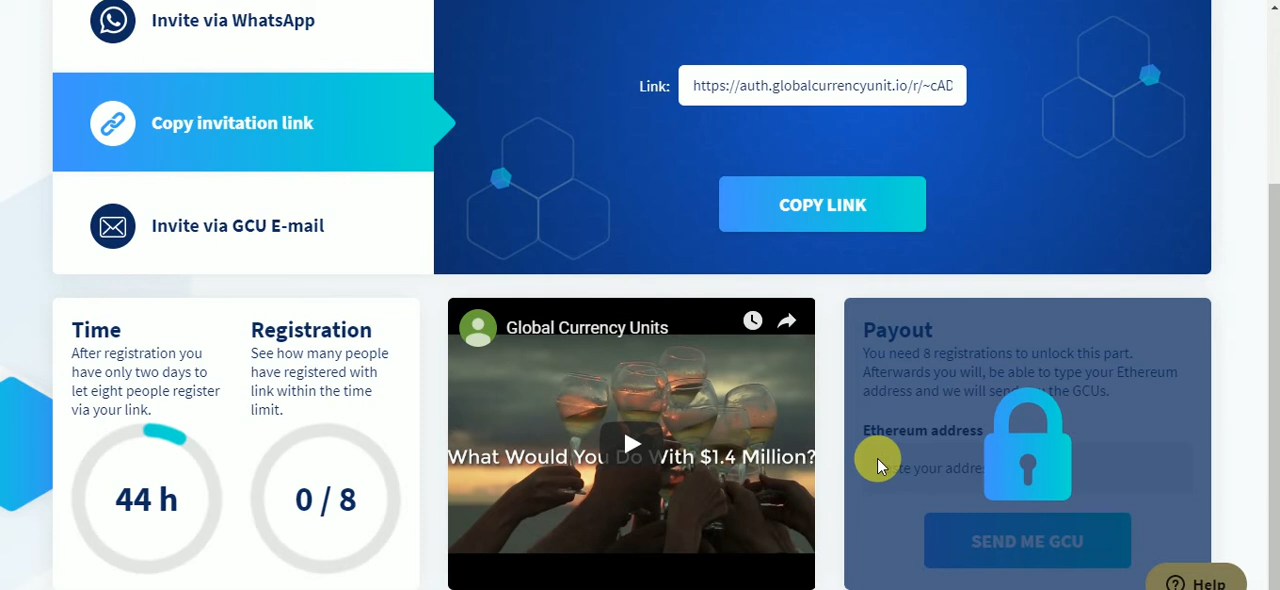 Invite via WhatsApp
Copy invitation link
Invite via GCU E-mail
Link:
https://auth.globalcurrencyunit.io/r/~cAD
COPY LINK
Time
After registration you
have only two days to
let eight people register
via your link.
44 h
Registration
See how many people
have registered with
link within the time
limit.
0 / 8
Global Currency Units
What Would You Do With $1.4 Million?
Payout
You need 8 registrations to unlock this part.
Afterwards you will, be able to type your Ethereum
address and we will send the GCUs.
Ethereum address
your
SEND ME GCU
Help